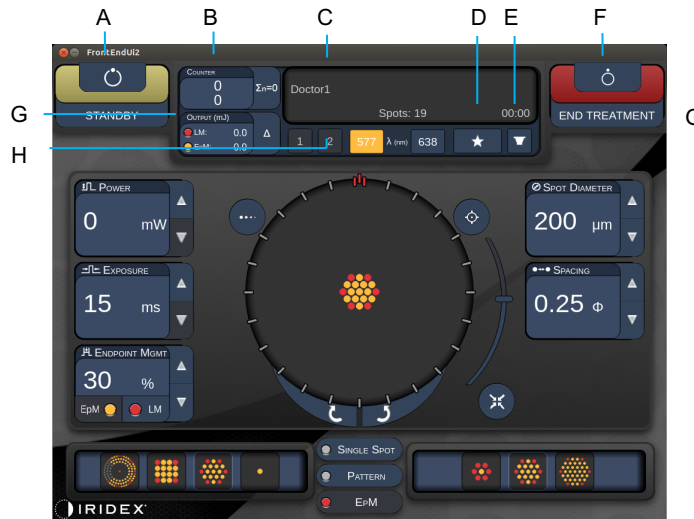 A
B
C
D
E
F
G
H
FrontEndUi2
STANDBY
COUNTER
0
0
Σn=0
OUTPUT (mJ)
LM: 0.0
EPM: 0.0
Δ
Doctor1
Spots: 19 00:00
1 2 577 λ (nm) 638
END TREATMENT
POWER
0 mW
EXPOSURE
15 ms
ENDPOINT MGMT
30 %
EpM LM
SPOT DIAMETER
200 μm
SPACING
0.25 Φ
SINGLE SPOT
PATTERN
EPM
IRIDEX